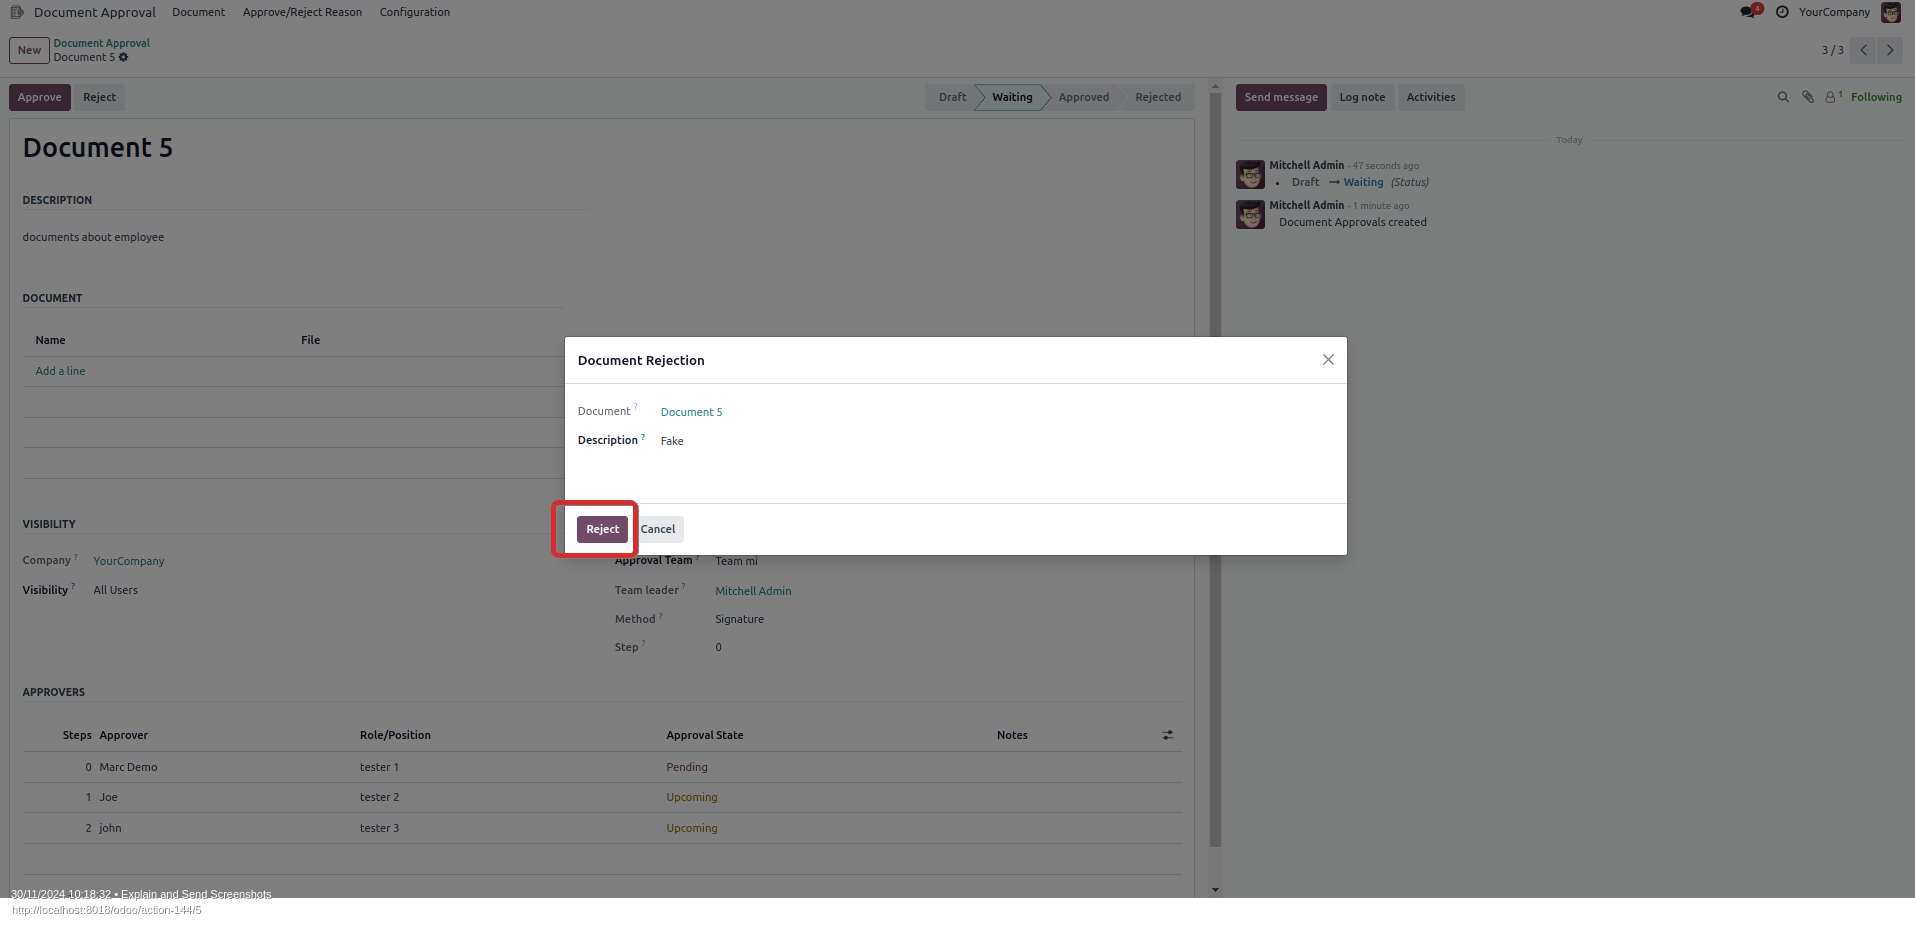 Document Approval Document Approve/Reject Reason Configuration 4 YourCompany
New Document Approval
Document 5
3 / 3
Approve Reject Draft Waiting Approved Rejected
Send message Log note Activities 1 Following
Document 5
Today
Mitchell Admin - 47 seconds ago
• Draft → Waiting (Status)
Mitchell Admin - 1 minute ago
Document Approvals created
DESCRIPTION
documents about employee
DOCUMENT
Name File
Add a line
Document Rejection
Document ? Document 5
Description ? Fake
Reject Cancel
VISIBILITY
Company ? YourCompany
Visibility ? All Users
Approval Team ? Team mi
Team leader ? Mitchell Admin
Method ? Signature
Step ? 0
APPROVERS
Steps Approver Role/Position Approval State Notes
0 Marc Demo tester 1 Pending
1 Joe tester 2 Upcoming
2 john tester 3 Upcoming
30/11/2024 10:18:32 • Explain and Send Screenshots
http://localhost:8018/odoo/action-144/5